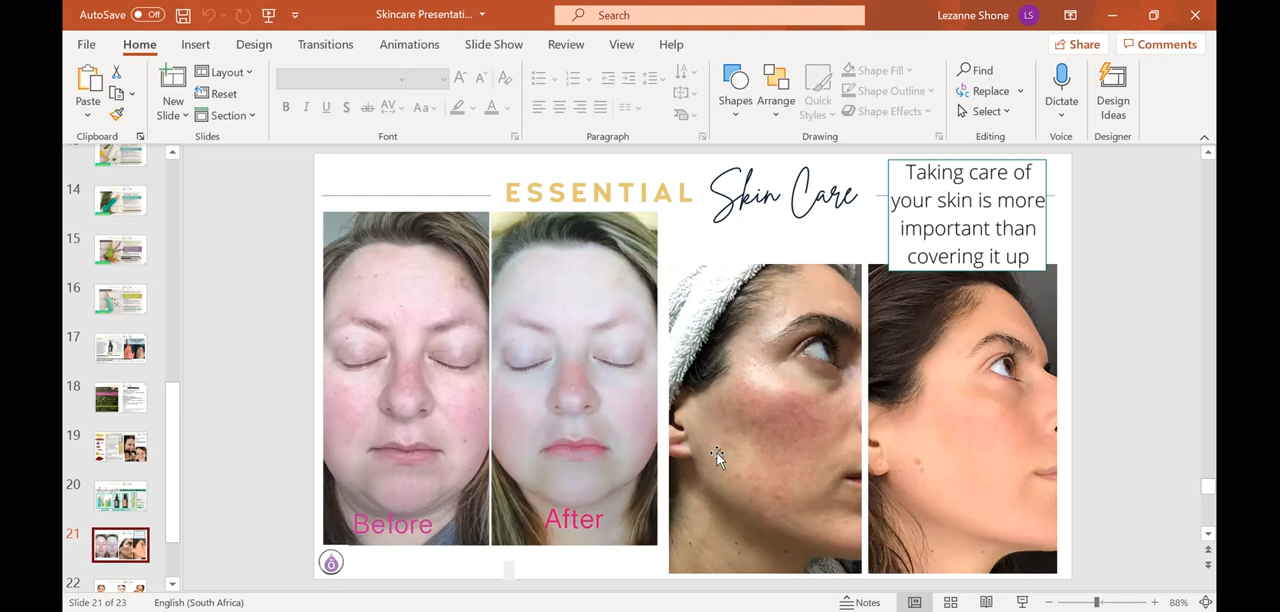 AutoSave Off
Skincare Presentati...
Search
Lezanne Shone LS
File Home Insert Design Transitions Animations Slide Show Review View Help
Share Comments
Paste
New
Slide
Layout
Reset
Section
B I U S ab AV Aa A
Shapes
Arrange
Quick
Styles
Shape Fill
Shape Outline
Shape Effects
Find
Replace
Select
Dictate
Design
Ideas
Clipboard Slides Font Paragraph Drawing Editing Voice Designer
14
15
16
17
18
19
20
21
22
ESSENTIAL Skin Care
Taking care of
your skin is more
important than
covering it up
Before
After
Slide 21 of 23 English (South Africa) Notes 88%